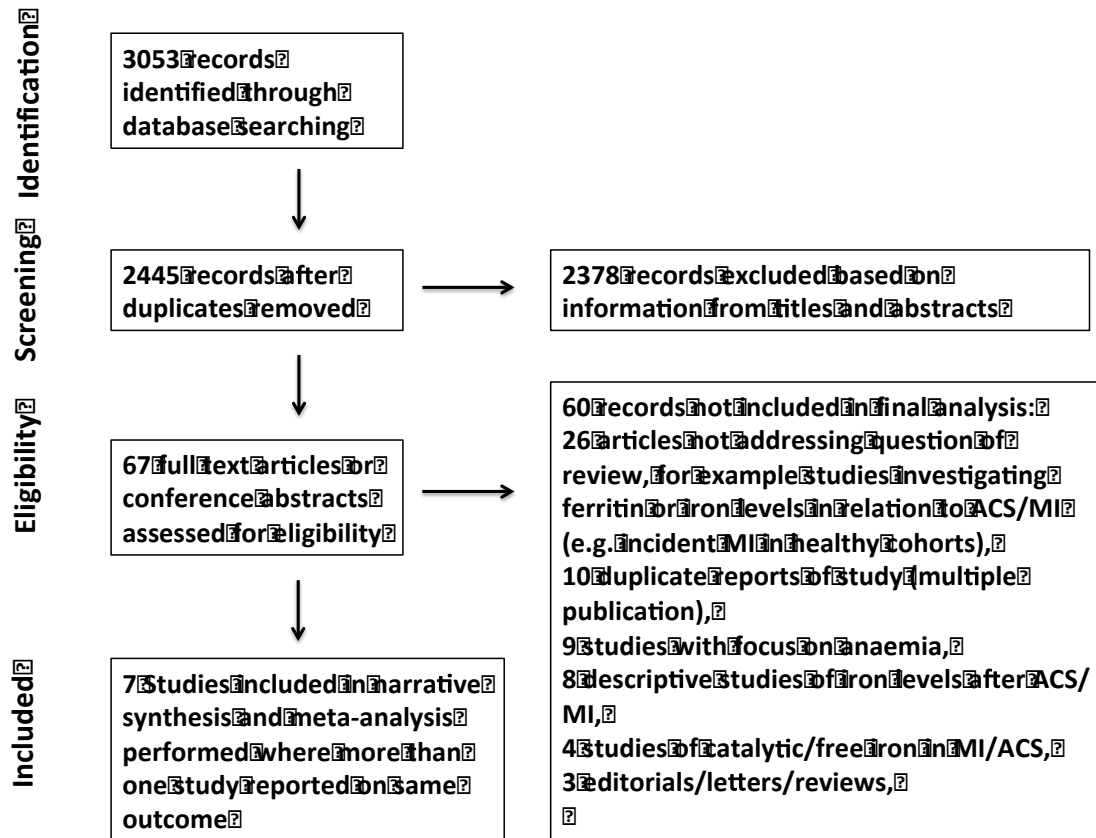 Identification
3053 records
identified through
database searching
Screening
2445 records after
duplicates removed
2378 records excluded based on
information from titles and abstracts
Eligibility
67 full text articles or
conference abstracts
assessed for eligibility
60 records not included in final analysis:
26 articles not addressing question of
review, for example studies investigating
ferritin or iron levels in relation to ACS/MI
(e.g. incident MI in healthy cohorts),
10 duplicate reports of study (multiple
publication),
9 studies with focus on anaemia,
8 descriptive studies of iron levels after ACS/
MI,
4 studies of catalytic/free iron in MI/ACS,
3 editorials/letters/reviews,
Included
7 Studies included in narrative
synthesis and meta-analysis
performed where more than
one study reported on same
outcome